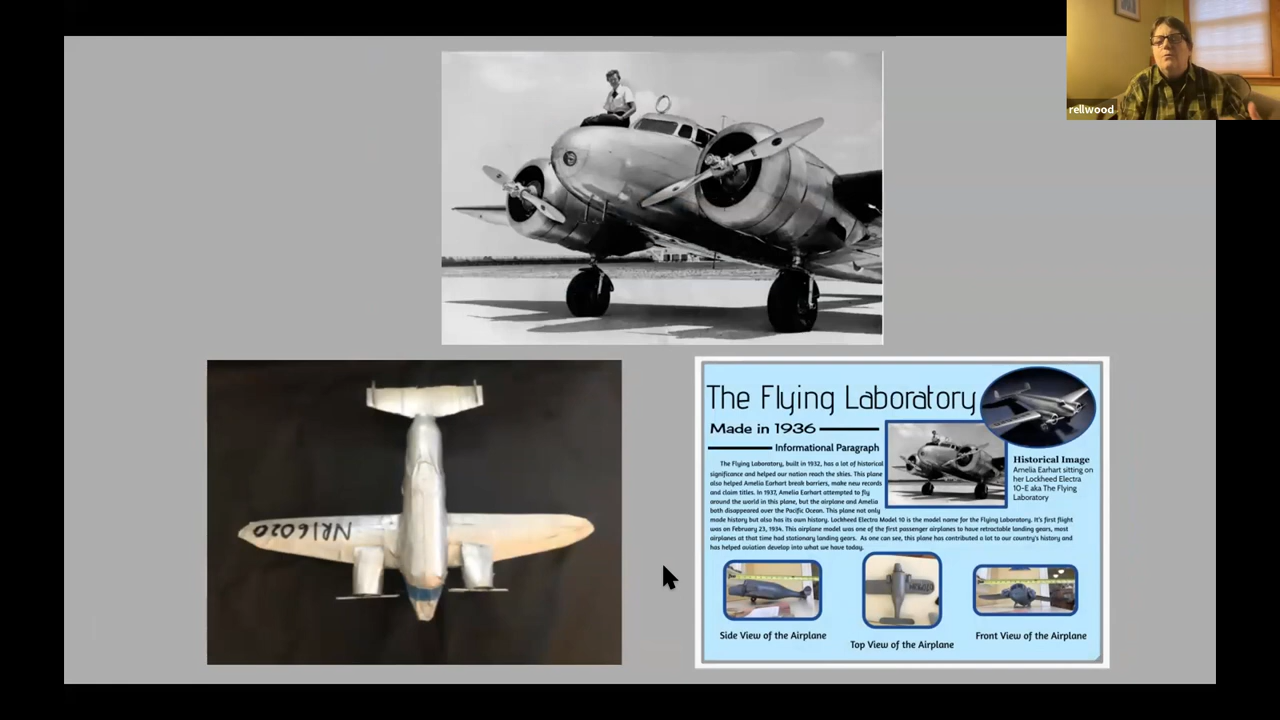 rellwood
NR16020
The Flying Laboratory
Made in 1936
Informational Paragraph
The Flying Laboratory, built in 1932, has a lot of historical
significance and helped our nation reach the skies. This plane
also helped Amelia Earhart break barriers, make new records
and claim titles. In 1937, Amelia Earhart attempted to fly
around the world in this plane, but the airplane and Amelia
both disappeared over the Pacific Ocean. This plane not only
made history but also has its own history. Lockheed Electra Model 10 is the model name for the Flying Laboratory. It's first flight
was on February 23, 1934. This airplane model was one of the first passenger airplanes to have retractable landing gears, most
airplanes at that time had stationary landing gears. As one can see, this plane has contributed a lot to our country's history and
has helped aviation develop into what we have today.
Historical Image
Amelia Earhart sitting on
her Lockheed Electra
10-E aka The Flying
Laboratory
Side View of the Airplane
Top View of the Airplane
Front View of the Airplane